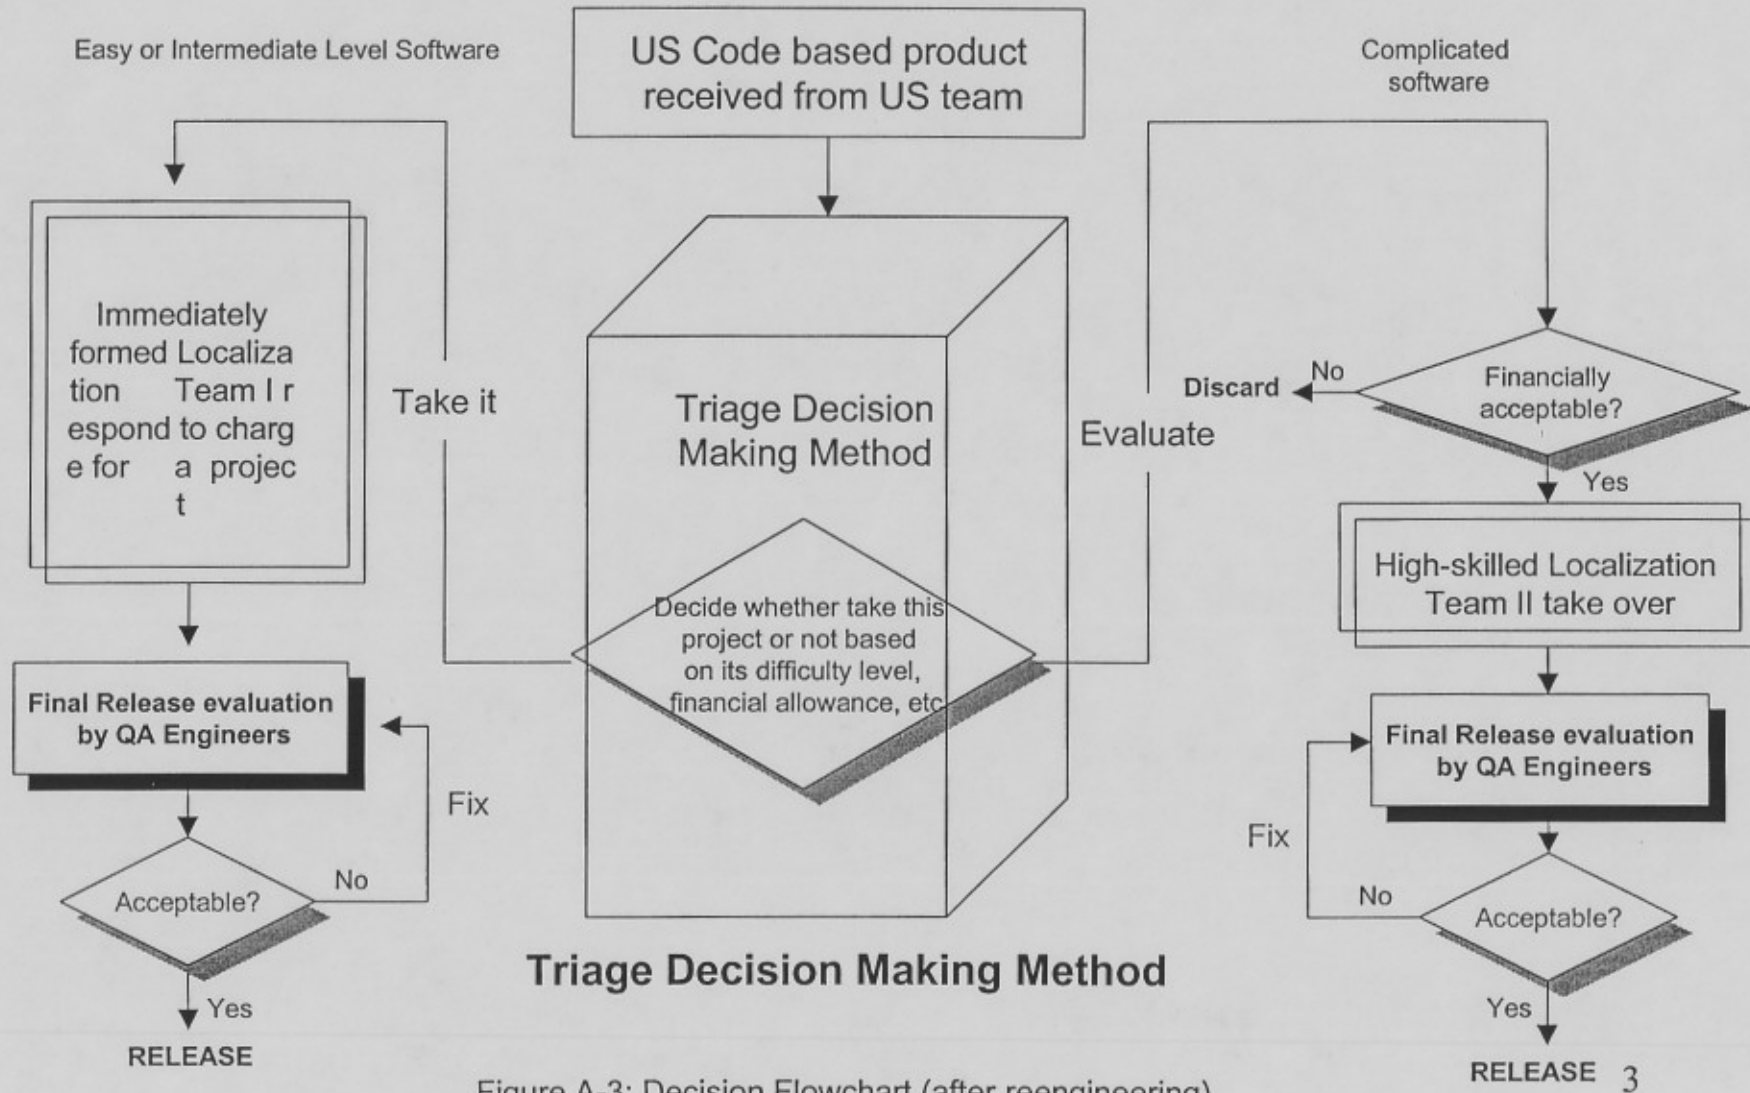 Easy or Intermediate Level Software
US Code based product
received from US team
Complicated
software
Immediately
formed Localiza
tion Team I r
espond to charg
e for a projec
t
Take it
Triage Decision
Making Method
Evaluate
Discard
No
Financially
acceptable?
Yes
High-skilled Localization
Team II take over
Decide whether take this
project or not based
on its difficulty level,
financial allowance, etc
Final Release evaluation
by QA Engineers
Fix
No
Acceptable?
Yes
RELEASE
Final Release evaluation
by QA Engineers
Fix
No
Acceptable?
Yes
RELEASE
Triage Decision Making Method
Figure A-3: Decision Flowchart (after reengineering)
3